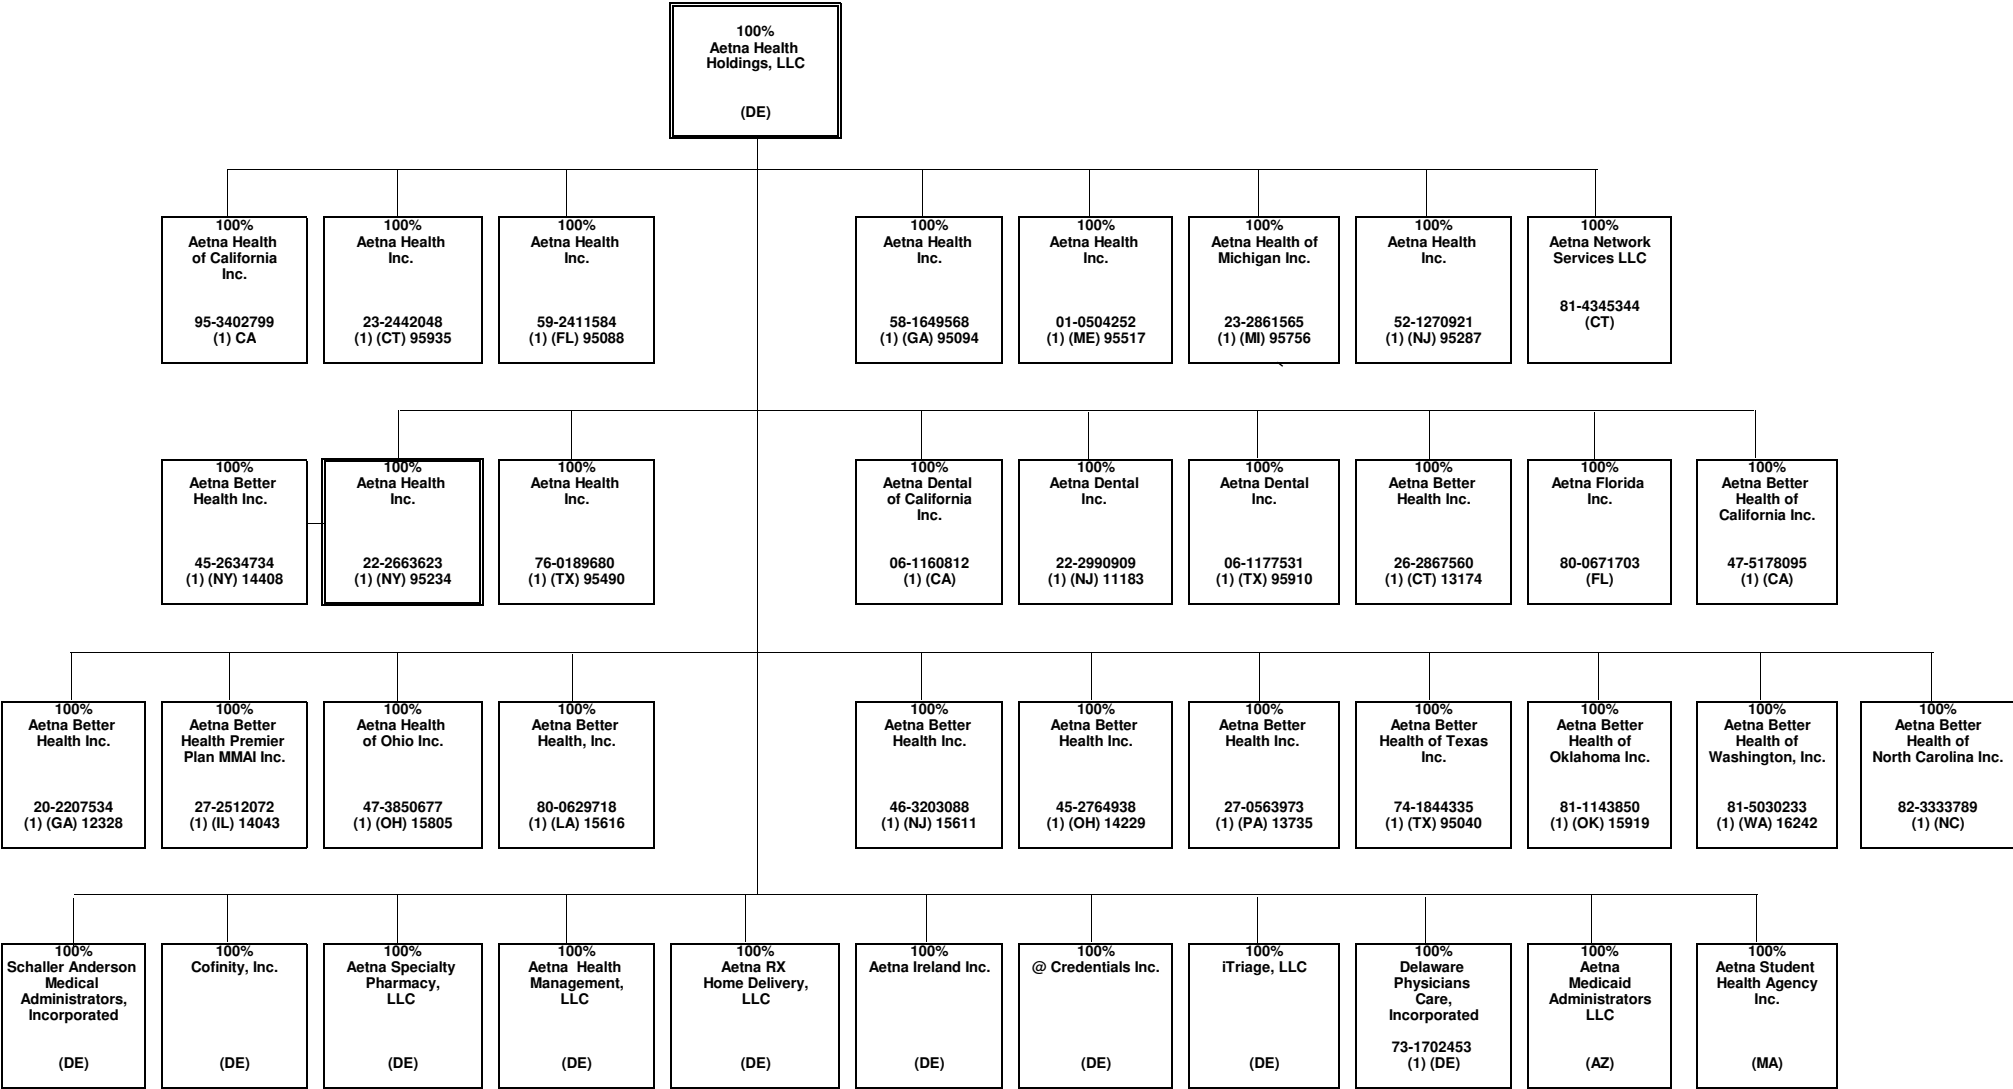 100%
Aetna Health
Holdings, LLC
(DE)
100%
Aetna Health
of California
Inc.
95-3402799
(1) CA
100%
Aetna Health
Inc.
23-2442048
(1) (CT) 95935
100%
Aetna Health
Inc.
59-2411584
(1) (FL) 95088
100%
Aetna Health
Inc.
58-1649568
(1) (GA) 95094
100%
Aetna Health
Inc.
01-0504252
(1) (ME) 95517
100%
Aetna Health of
Michigan Inc.
23-2861565
(1) (MI) 95756
100%
Aetna Health
Inc.
52-1270921
(1) (NJ) 95287
100%
Aetna Network
Services LLC
81-4345344
(CT)
100%
Aetna Better
Health Inc.
45-2634734
(1) (NY) 14408
100%
Aetna Health
Inc.
22-2663623
(1) (NY) 95234
100%
Aetna Health
Inc.
76-0189680
(1) (TX) 95490
100%
Aetna Dental
of California
Inc.
06-1160812
(1) (CA)
100%
Aetna Dental
Inc.
22-2990909
(1) (NJ) 11183
100%
Aetna Dental
Inc.
06-1177531
(1) (TX) 95910
100%
Aetna Better
Health Inc.
26-2867560
(1) (CT) 13174
100%
Aetna Florida
Inc.
80-0671703
(FL)
100%
Aetna Better
Health of
California Inc.
47-5178095
(1) (CA)
100%
Aetna Better
Health Inc.
20-2207534
(1) (GA) 12328
100%
Aetna Better
Health Premier
Plan MMAI Inc.
27-2512072
(1) (IL) 14043
100%
Aetna Health
of Ohio Inc.
47-3850677
(1) (OH) 15805
100%
Aetna Better
Health, Inc.
80-0629718
(1) (LA) 15616
100%
Aetna Better
Health Inc.
46-3203088
(1) (NJ) 15611
100%
Aetna Better
Health Inc.
45-2764938
(1) (OH) 14229
100%
Aetna Better
Health Inc.
27-0563973
(1) (PA) 13735
100%
Aetna Better
Health of Texas
Inc.
74-1844335
(1) (TX) 95040
100%
Aetna Better
Health of
Oklahoma Inc.
81-1143850
(1) (OK) 15919
100%
Aetna Better
Health of
Washington, Inc.
81-5030233
(1) (WA) 16242
100%
Aetna Better
Health of
North Carolina Inc.
82-3333789
(1) (NC)
100%
Schaller Anderson
Medical
Administrators,
Incorporated
(DE)
100%
Cofinity, Inc.
(DE)
100%
Aetna Specialty
Pharmacy,
LLC
(DE)
100%
Aetna Health
Management,
LLC
(DE)
100%
Aetna RX
Home Delivery,
LLC
(DE)
100%
Aetna Ireland Inc.
(DE)
100%
@ Credentials Inc.
(DE)
100%
iTriage, LLC
(DE)
100%
Delaware
Physicians
Care,
Incorporated
73-1702453
(1) (DE)
100%
Aetna
Medicaid
Administrators
LLC
(AZ)
100%
Aetna Student
Health Agency
Inc.
(MA)